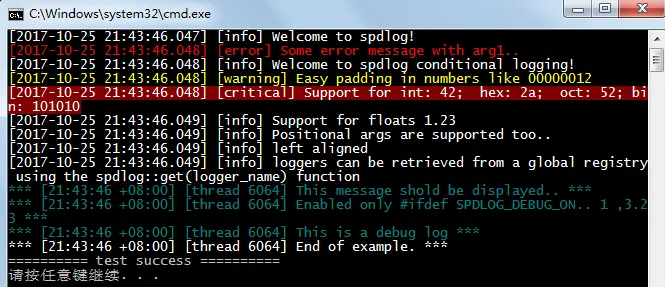 C:\Windows\system32\cmd.exe
[2017-10-25 21:43:46.047] [info] Welcome to spdlog!
[2017-10-25 21:43:46.048] [error] Some error message with arg1..
[2017-10-25 21:43:46.048] [info] Welcome to spdlog conditional logging!
[2017-10-25 21:43:46.048] [warning] Easy padding in numbers like 00000012
[2017-10-25 21:43:46.048] [critical] Support for int: 42;  hex: 2a;  oct: 52; bi
n: 101010
[2017-10-25 21:43:46.049] [info] Support for floats 1.23
[2017-10-25 21:43:46.049] [info] Positional args are supported too..
[2017-10-25 21:43:46.049] [info] left aligned
[2017-10-25 21:43:46.049] [info] loggers can be retrieved from a global registry
 using the spdlog::get(logger_name) function
*** [21:43:46 +08:00] [thread 6064] This message shold be displayed.. ***
*** [21:43:46 +08:00] [thread 6064] Enabled only #ifdef SPDLOG_DEBUG_ON.. 1 ,3.2
3 ***
*** [21:43:46 +08:00] [thread 6064] This is a debug log ***
*** [21:43:46 +08:00] [thread 6064] End of example. ***
========== test success ==========
请按任意键继续. . .